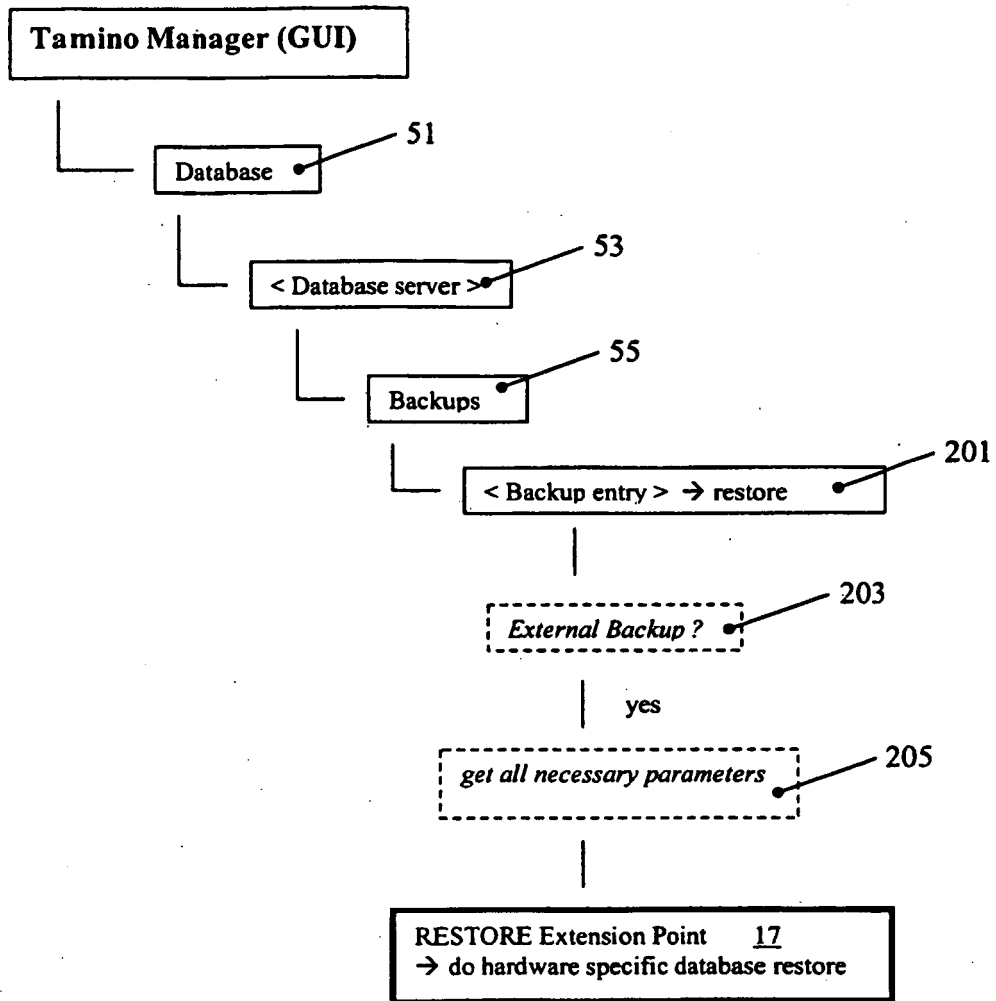 Tamino Manager (GUI)
51
Database
53
< Database server >
55
Backups
201
< Backup entry > → restore
203
External Backup ?
yes
205
get all necessary parameters
RESTORE Extension Point 17
→ do hardware specific database restore